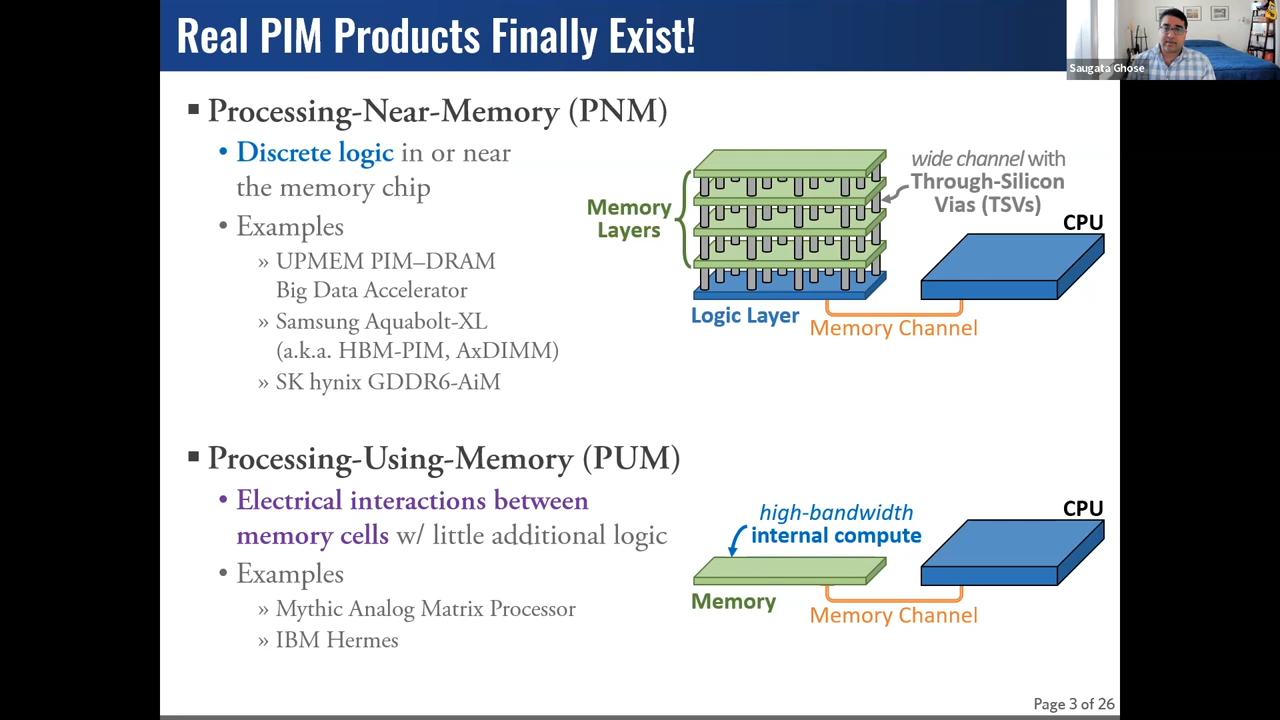 Real PIM Products Finally Exist!
Saugata Ghose
▪ Processing-Near-Memory (PNM)
• Discrete logic in or near
the memory chip
• Examples
» UPMEM PIM–DRAM
Big Data Accelerator
» Samsung Aquabolt-XL
(a.k.a. HBM-PIM, AxDIMM)
» SK hynix GDDR6-AiM
Memory
Layers
wide channel with
Through-Silicon
Vias (TSVs)
CPU
Logic Layer
Memory Channel
▪ Processing-Using-Memory (PUM)
• Electrical interactions between
memory cells w/ little additional logic
• Examples
» Mythic Analog Matrix Processor
» IBM Hermes
high-bandwidth
internal compute
CPU
Memory
Memory Channel
Page 3 of 26